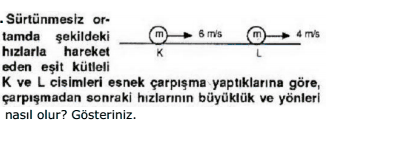 . Sürtünmesiz or-
tamda şekildeki
hızlarla hareket
eden eşit kütleli
m 6 m/s m 4 m/s
K L
K ve L cisimleri esnek çarpışma yaptıklarına göre,
çarpışmadan sonraki hızlarının büyüklük ve yönleri
nasıl olur? Gösteriniz.